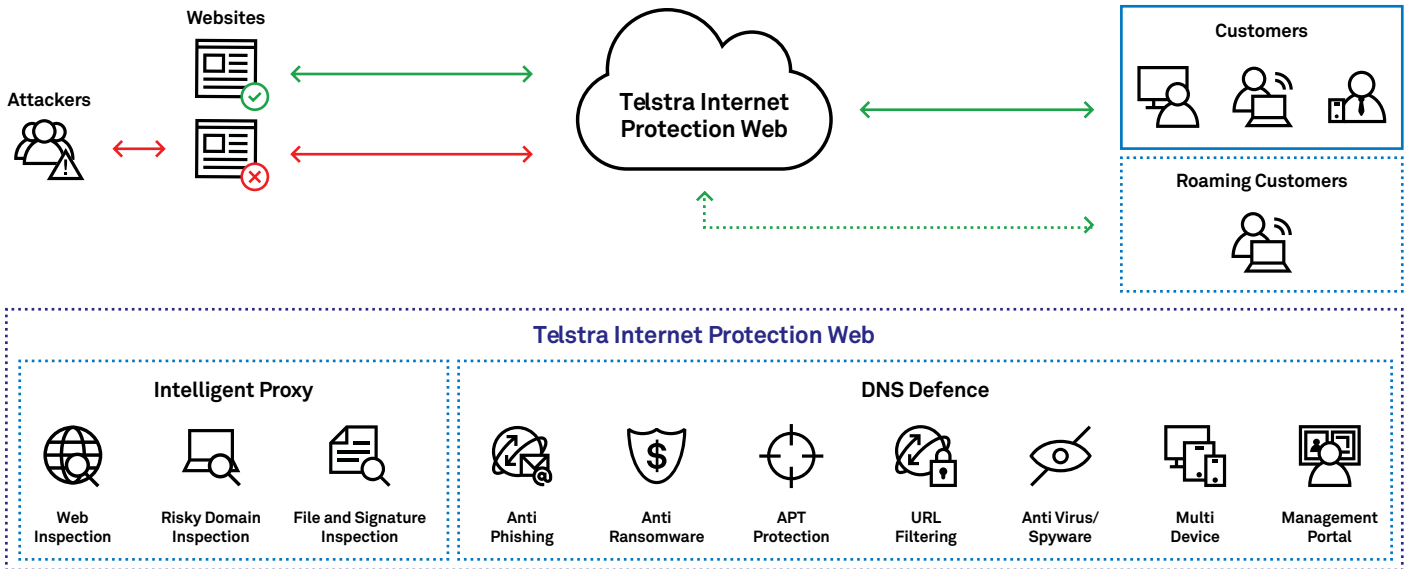 Websites
Attackers
!
Telstra Internet
Protection Web
Customers
Roaming Customers
Telstra Internet Protection Web
Intelligent Proxy
Web
Inspection
Risky Domain
Inspection
File and Signature
Inspection
DNS Defence
@
Anti
Phishing
$
Anti
Ransomware
APT
Protection
URL
Filtering
Anti Virus/
Spyware
Multi
Device
Management
Portal